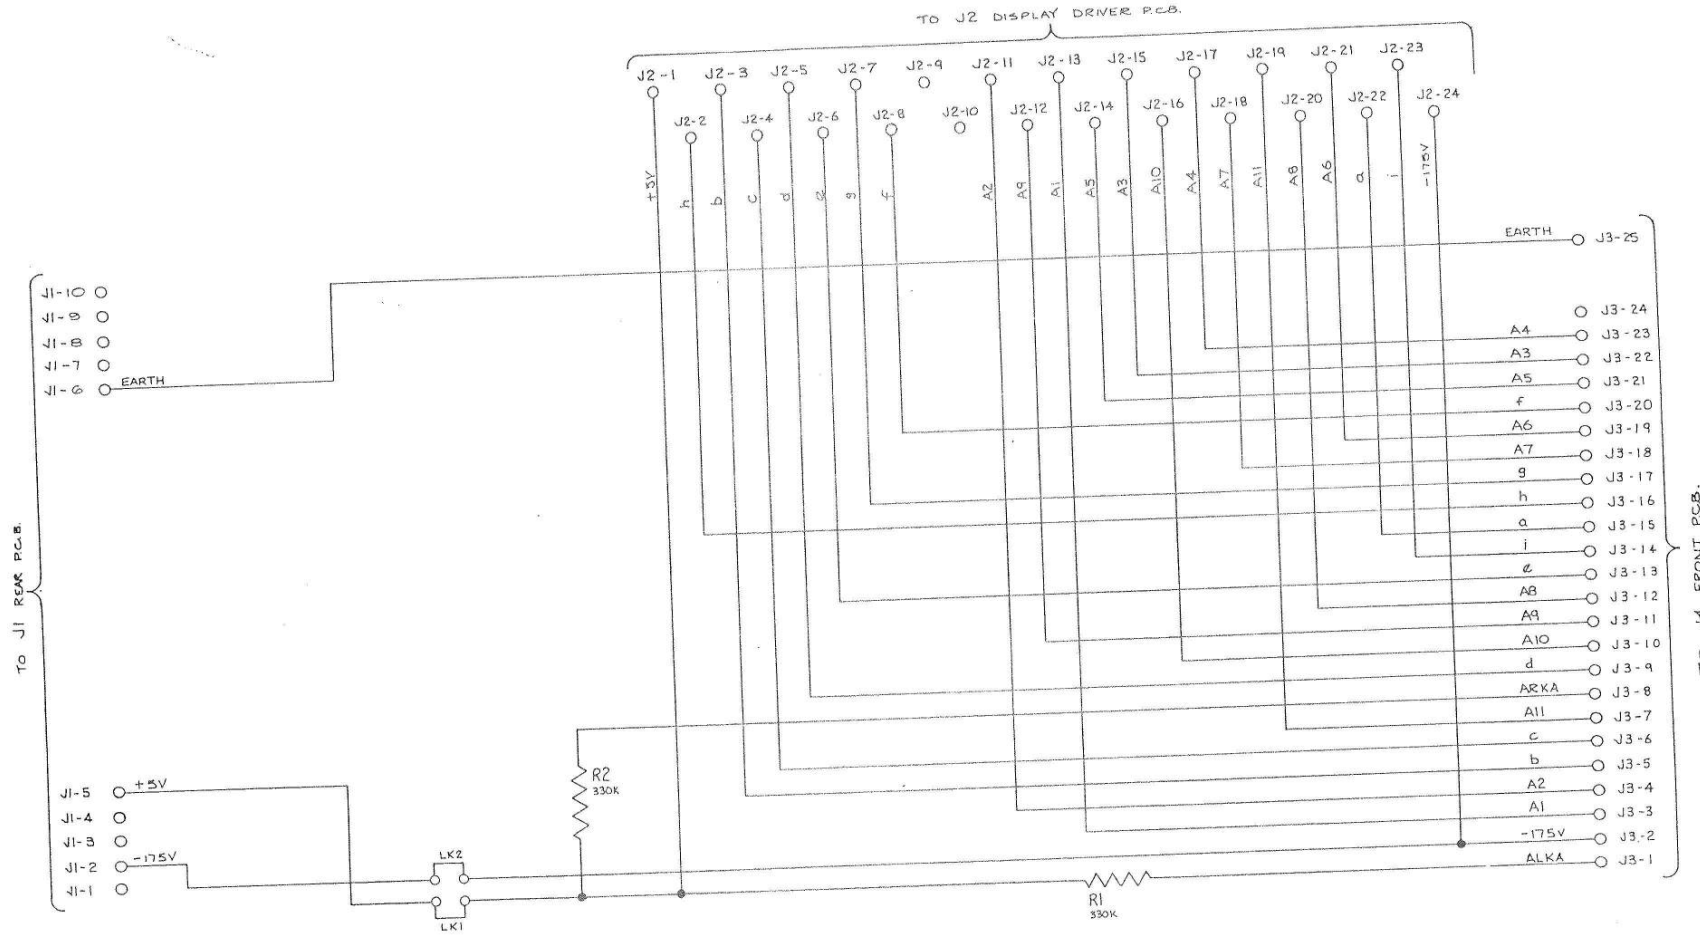 TO J2 DISPLAY DRIVER P.C.B.
J2-1
J2-3
J2-5
J2-7
J2-9
J2-11
J2-13
J2-15
J2-17
J2-19
J2-21
J2-23
J2-2
J2-4
J2-6
J2-8
J2-10
J2-12
J2-14
J2-16
J2-18
J2-20
J2-22
J2-24
+5V
h
b
c
d
e
g
f
A2
A9
A1
A5
A3
A10
A4
A7
A11
A8
A6
a
i
-175V
TO J1 REAR P.C.B.
J1-10
J1-9
J1-8
J1-7
J1-6 EARTH
J1-5 +5V
J1-4
J1-3
J1-2 -175V
J1-1
LK2
LK1
R2
330K
R1
330K
EARTH J3-25
J3-24
A4 J3-23
A3 J3-22
A5 J3-21
f J3-20
A6 J3-19
A7 J3-18
g J3-17
h J3-16
a J3-15
i J3-14
e J3-13
A8 J3-12
A9 J3-11
A10 J3-10
d J3-9
ARKA J3-8
A11 J3-7
c J3-6
b J3-5
A2 J3-4
A1 J3-3
-175V J3-2
ALKA J3-1
FRONT P.C.B.